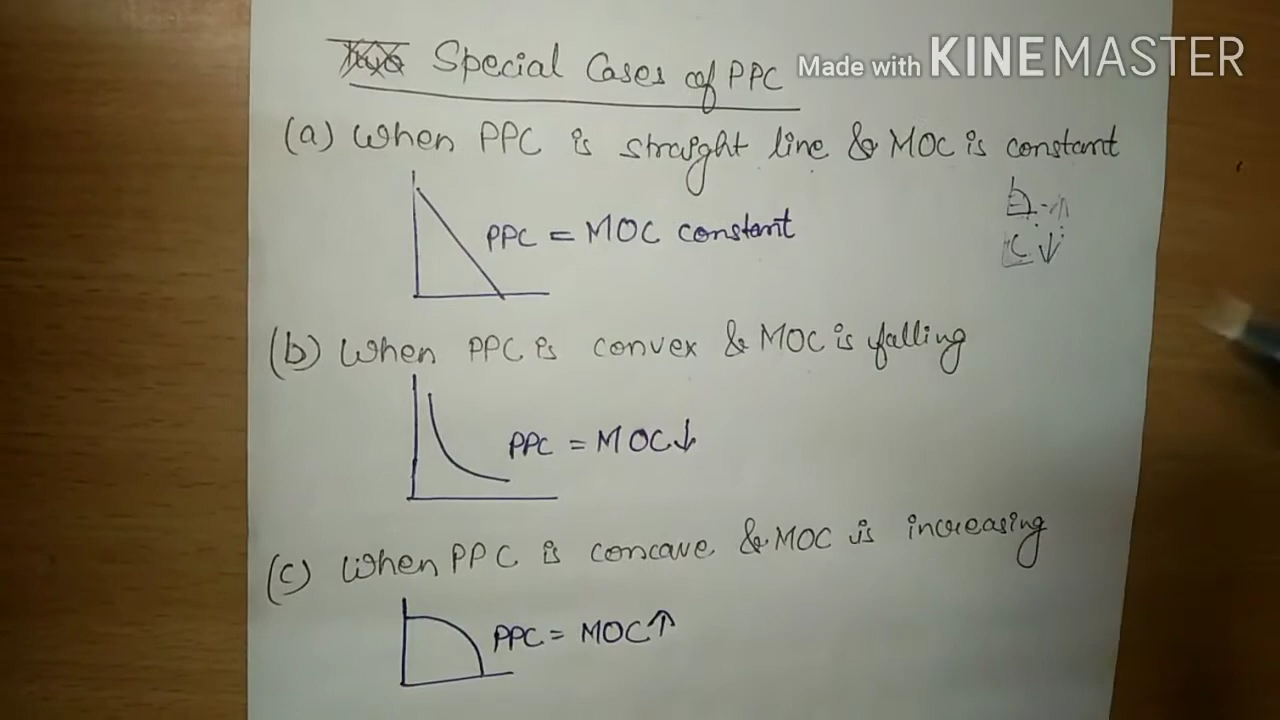 Special Cases of PPC
Made with KINEMASTER
(a) When PPC is straight line & MOC is constant
PPC = MOC constant
(b) When PPC is convex & MOC is falling
PPC = MOC↓
(c) When PPC is concave & MOC is increasing
PPC = MOC↑